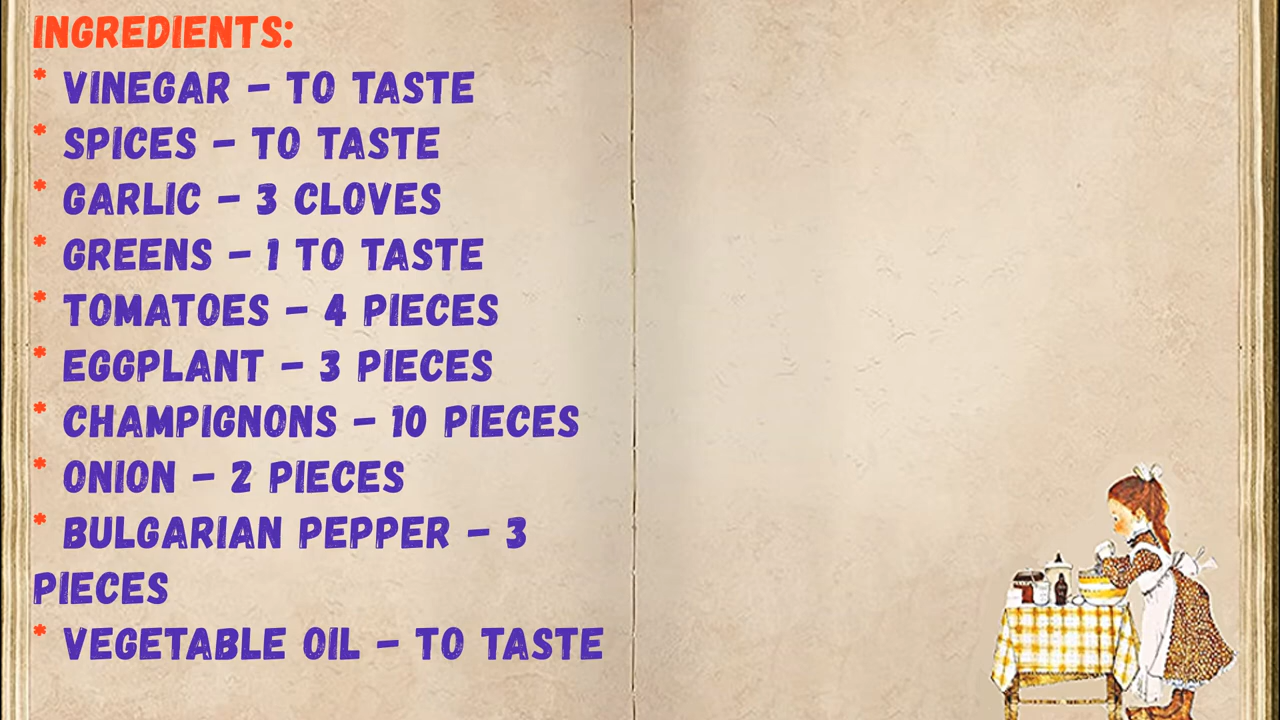 INGREDIENTS:
* VINEGAR – TO TASTE
* SPICES – TO TASTE
* GARLIC – 3 CLOVES
* GREENS – 1 TO TASTE
* TOMATOES – 4 PIECES
* EGGPLANT – 3 PIECES
* CHAMPIGNONS – 10 PIECES
* ONION – 2 PIECES
* BULGARIAN PEPPER – 3
PIECES
* VEGETABLE OIL – TO TASTE